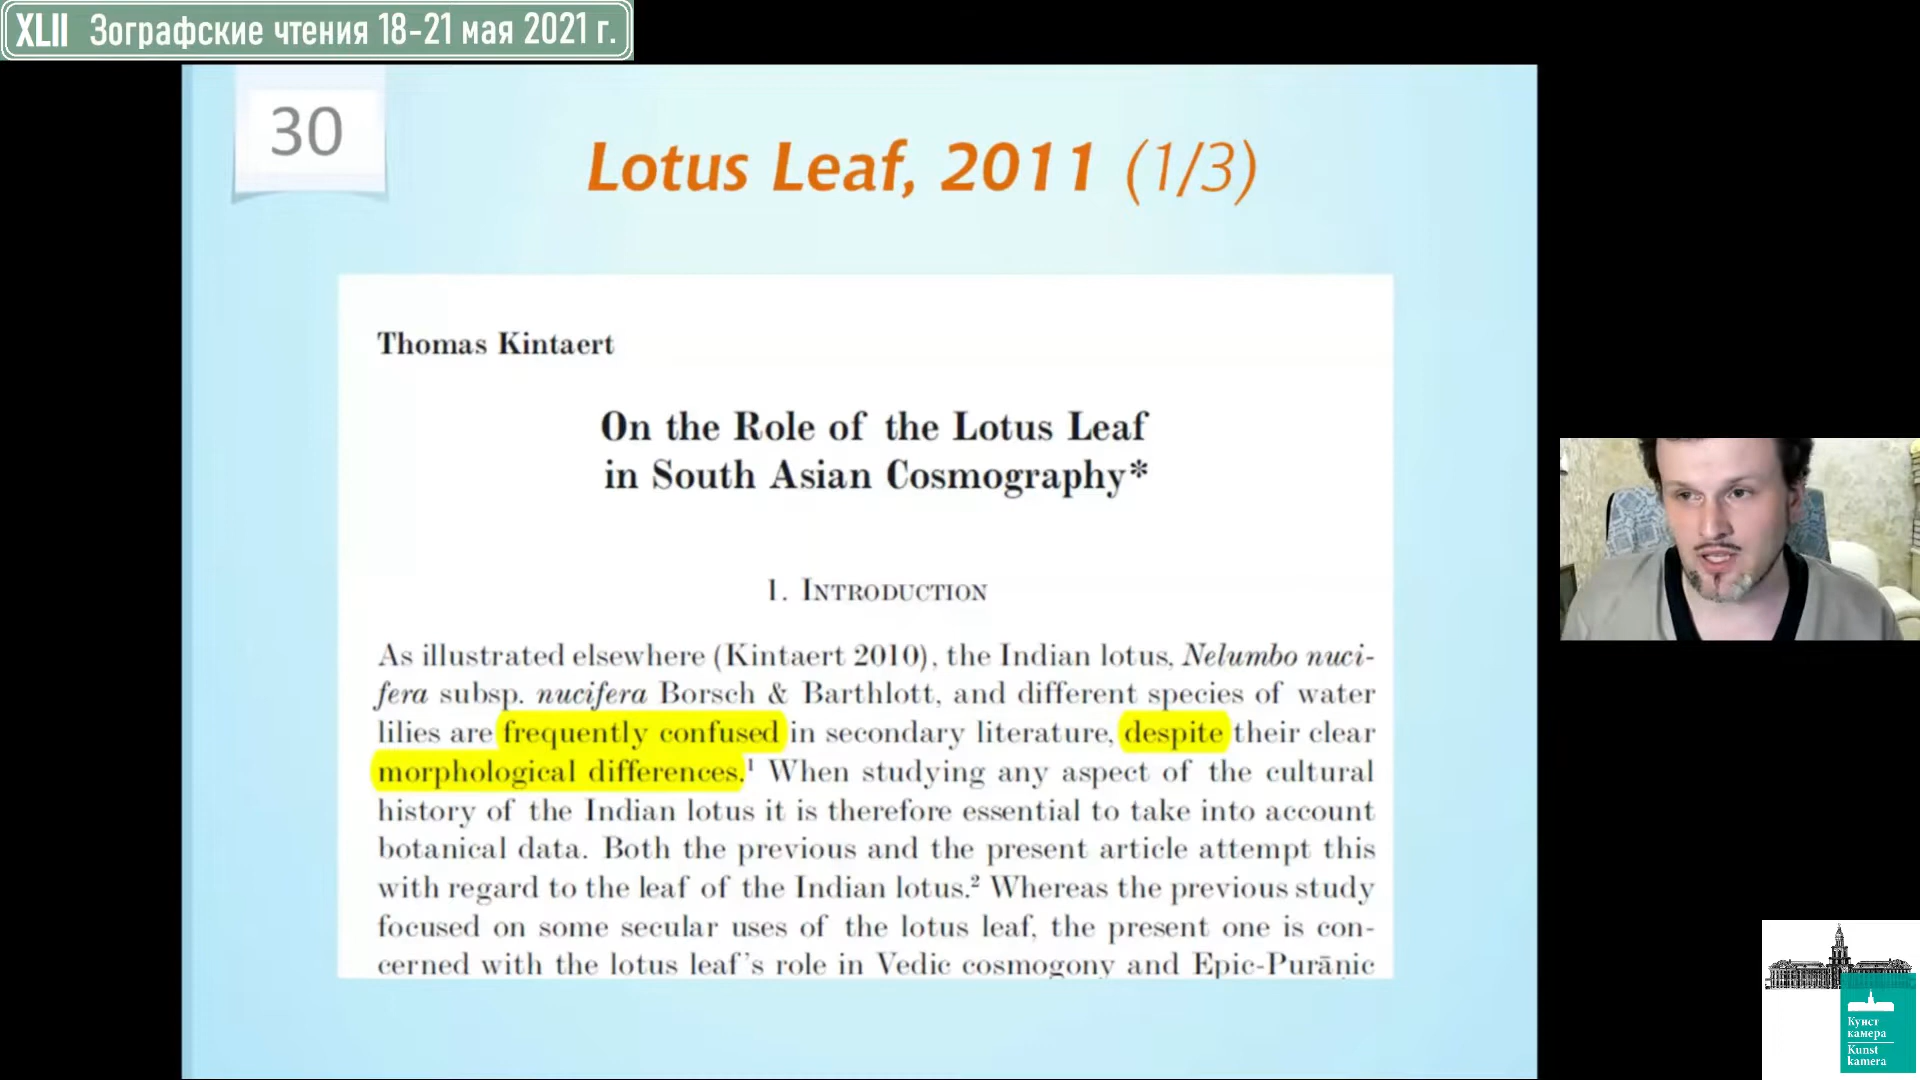 XLII Зографские чтения 18-21 мая 2021 г.
30
Lotus Leaf, 2011 (1/3)
Thomas Kintaert
On the Role of the Lotus Leaf
in South Asian Cosmography*
1. INTRODUCTION
As illustrated elsewhere (Kintaert 2010), the Indian lotus, Nelumbo nuci-
fera subsp. nucifera Borsch & Barthlott, and different species of water
lilies are frequently confused in secondary literature, despite their clear
morphological differences.¹ When studying any aspect of the cultural
history of the Indian lotus it is therefore essential to take into account
botanical data. Both the previous and the present article attempt this
with regard to the leaf of the Indian lotus.² Whereas the previous study
focused on some secular uses of the lotus leaf, the present one is con-
cerned with the lotus leaf's role in Vedic cosmogony and Epic-Purāṇic
Кунст
камера
Kunst
kamera